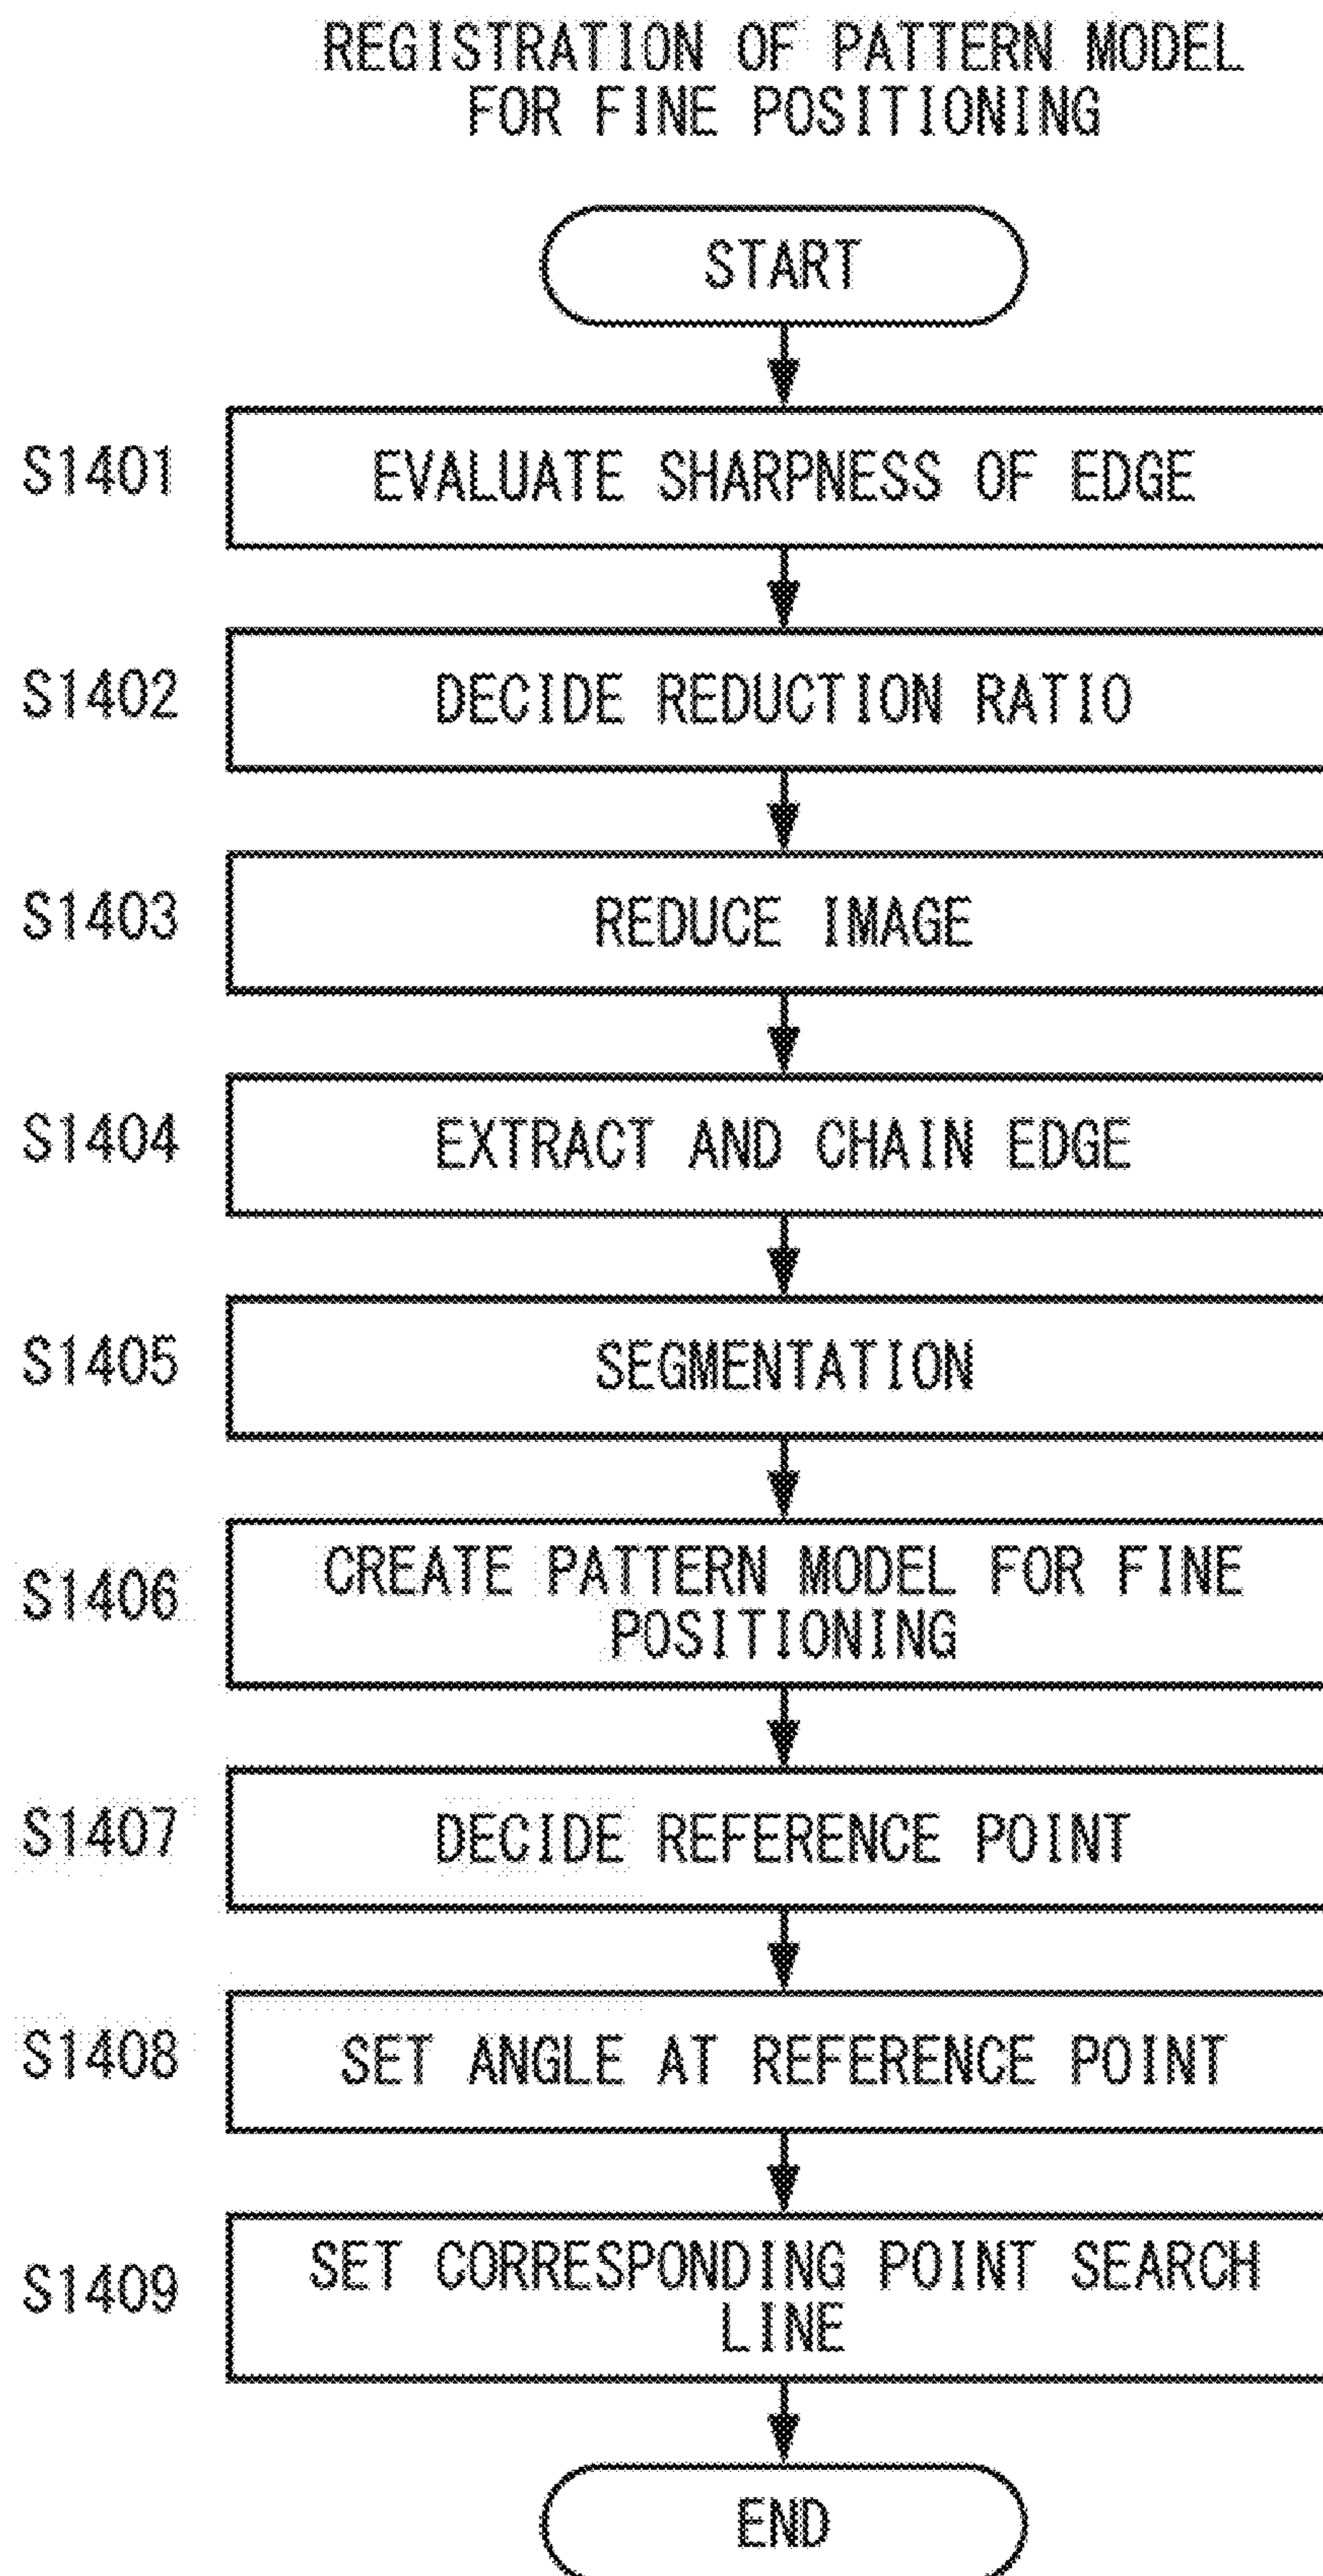 REGISTRATION OF PATTERN MODEL
FOR FINE POSITIONING
START
S1401
EVALUATE SHARPNESS OF EDGE
S1402
DECIDE REDUCTION RATIO
S1403
REDUCE IMAGE
S1404
EXTRACT AND CHAIN EDGE
S1405
SEGMENTATION
S1406
CREATE PATTERN MODEL FOR FINE
POSITIONING
S1407
DECIDE REFERENCE POINT
S1408
SET ANGLE AT REFERENCE POINT
S1409
SET CORRESPONDING POINT SEARCH
LINE
END